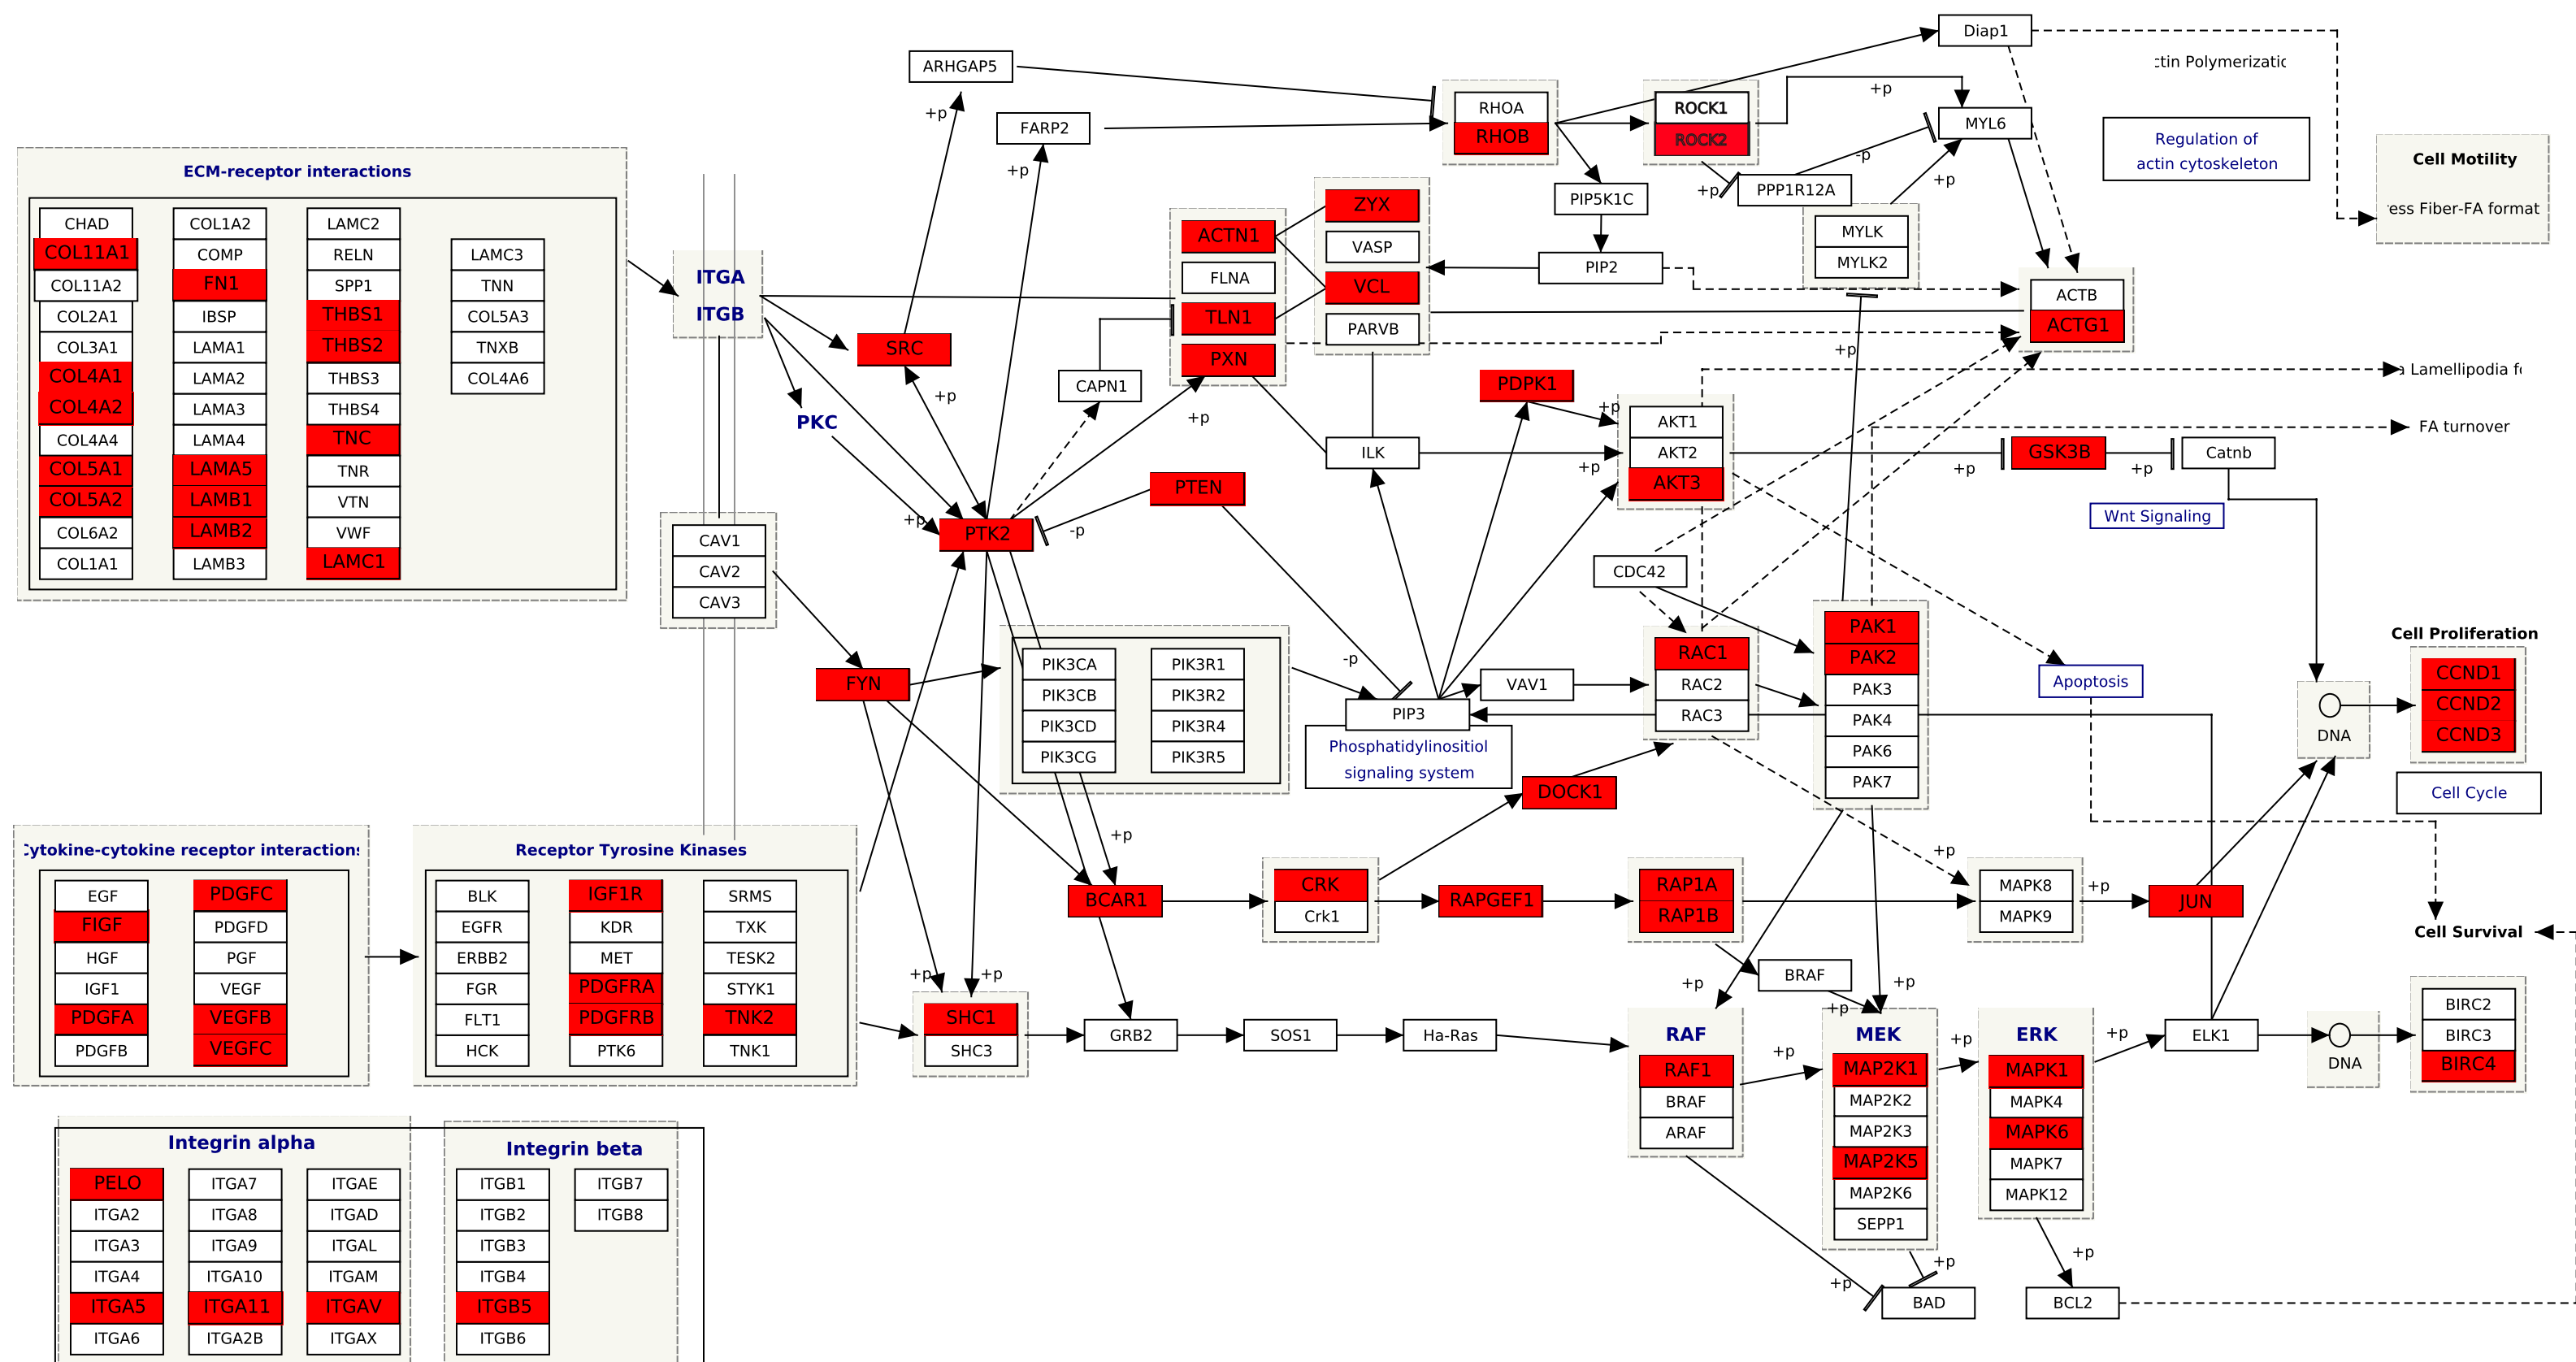 Diap1
ctin Polymerizatic
ARHGAP5
+p
FARP2
+p
RHOA
RHOB
ROCK1
ROCK2
+p
MYL6
-p
+p
PPP1R12A
+p
Regulation of
actin cytoskeleton
Cell Motility
ress Fiber-FA format
PIP5K1C
PIP2
MYLK
MYLK2
ACTB
ACTG1
+p
ECM-receptor interactions
CHAD
COL11A1
COL11A2
COL2A1
COL3A1
COL4A1
COL4A2
COL4A4
COL5A1
COL5A2
COL6A2
COL1A1
COL1A2
COMP
FN1
IBSP
LAMA1
LAMA2
LAMA3
LAMA4
LAMA5
LAMB1
LAMB2
LAMB3
LAMC2
RELN
SPP1
THBS1
THBS2
THBS3
THBS4
TNC
TNR
VTN
VWF
LAMC1
LAMC3
TNN
COL5A3
TNXB
COL4A6
ITGA
ITGB
PKC
+p
SRC
+p
CAPN1
+p
ACTN1
FLNA
TLN1
PXN
ZYX
VASP
VCL
PARVB
PDPK1
+p
ILK
+p
AKT1
AKT2
AKT3
+p
GSK3B
+p
Catnb
Lamellipodia fo
FA turnover
Wnt Signaling
PTEN
-p
PTK2
-p
CAV1
CAV2
CAV3
FYN
PIK3CA
PIK3CB
PIK3CD
PIK3CG
PIK3R1
PIK3R2
PIK3R4
PIK3R5
PIP3
Phosphatidylinositiol
signaling system
VAV1
CDC42
RAC1
RAC2
RAC3
PAK1
PAK2
PAK3
PAK4
PAK6
PAK7
DOCK1
Apoptosis
DNA
Cell Proliferation
CCND1
CCND2
CCND3
Cell Cycle
Cytokine-cytokine receptor interactions
EGF
FIGF
HGF
IGF1
PDGFA
PDGFB
PDGFC
PDGFD
PGF
VEGF
VEGFB
VEGFC
Receptor Tyrosine Kinases
BLK
EGFR
ERBB2
FGR
FLT1
HCK
IGF1R
KDR
MET
PDGFRA
PDGFRB
PTK6
SRMS
TXK
TESK2
STYK1
TNK2
TNK1
+p
BCAR1
CRK
Crk1
RAPGEF1
RAP1A
RAP1B
+p
MAPK8
MAPK9
+p
JUN
Cell Survival
+p
+p
SHC1
SHC3
GRB2
SOS1
Ha-Ras
BRAF
+p
+p
+p
RAF
RAF1
BRAF
ARAF
+p
MEK
MAP2K1
MAP2K2
MAP2K3
MAP2K5
MAP2K6
SEPP1
+p
ERK
MAPK1
MAPK4
MAPK6
MAPK7
MAPK12
+p
ELK1
DNA
BIRC2
BIRC3
BIRC4
+p
+p
BAD
+p
BCL2
Integrin alpha
PELO
ITGA2
ITGA3
ITGA4
ITGA5
ITGA6
ITGA7
ITGA8
ITGA9
ITGA10
ITGA11
ITGA2B
ITGAE
ITGAD
ITGAL
ITGAM
ITGAV
ITGAX
Integrin beta
ITGB1
ITGB2
ITGB3
ITGB4
ITGB5
ITGB6
ITGB7
ITGB8